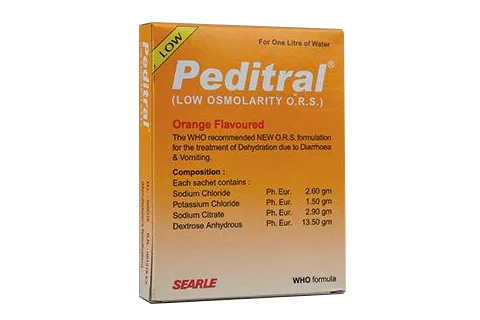 LOW
For One Litre of Water
Peditral®
(LOW OSMOLARITY O.R.S.)
Orange Flavoured
The WHO recommended NEW O.R.S. formulation
for the treatment of Dehydration due to Diarrhoea
& Vomiting.
Composition :
Each sachet contains :
Sodium Chloride Ph. Eur. 2.60 gm
Potassium Chloride Ph. Eur. 1.50 gm
Sodium Citrate Ph. Eur. 2.90 gm
Dextrose Anhydrous Ph. Eur. 13.50 gm
SEARLE
WHO formula
Peditral®